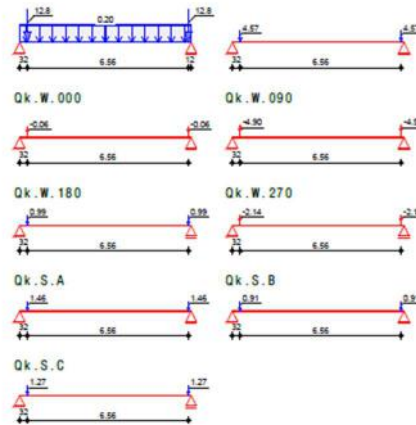 12.8 0.20 12.8 4.57 4.57
32 6.56 12 32 6.56
Qk.W.000 Qk.W.090
-0.06 -0.06 -4.90
32 6.56 32 6.56
Qk.W.180 Qk.W.270
0.99 0.99 -2.14
32 6.56 32 6.56
Qk.S.A Qk.S.B
1.46 1.46 0.91
32 6.56 32 6.56
Qk.S.C
1.27 1.27
32 6.56